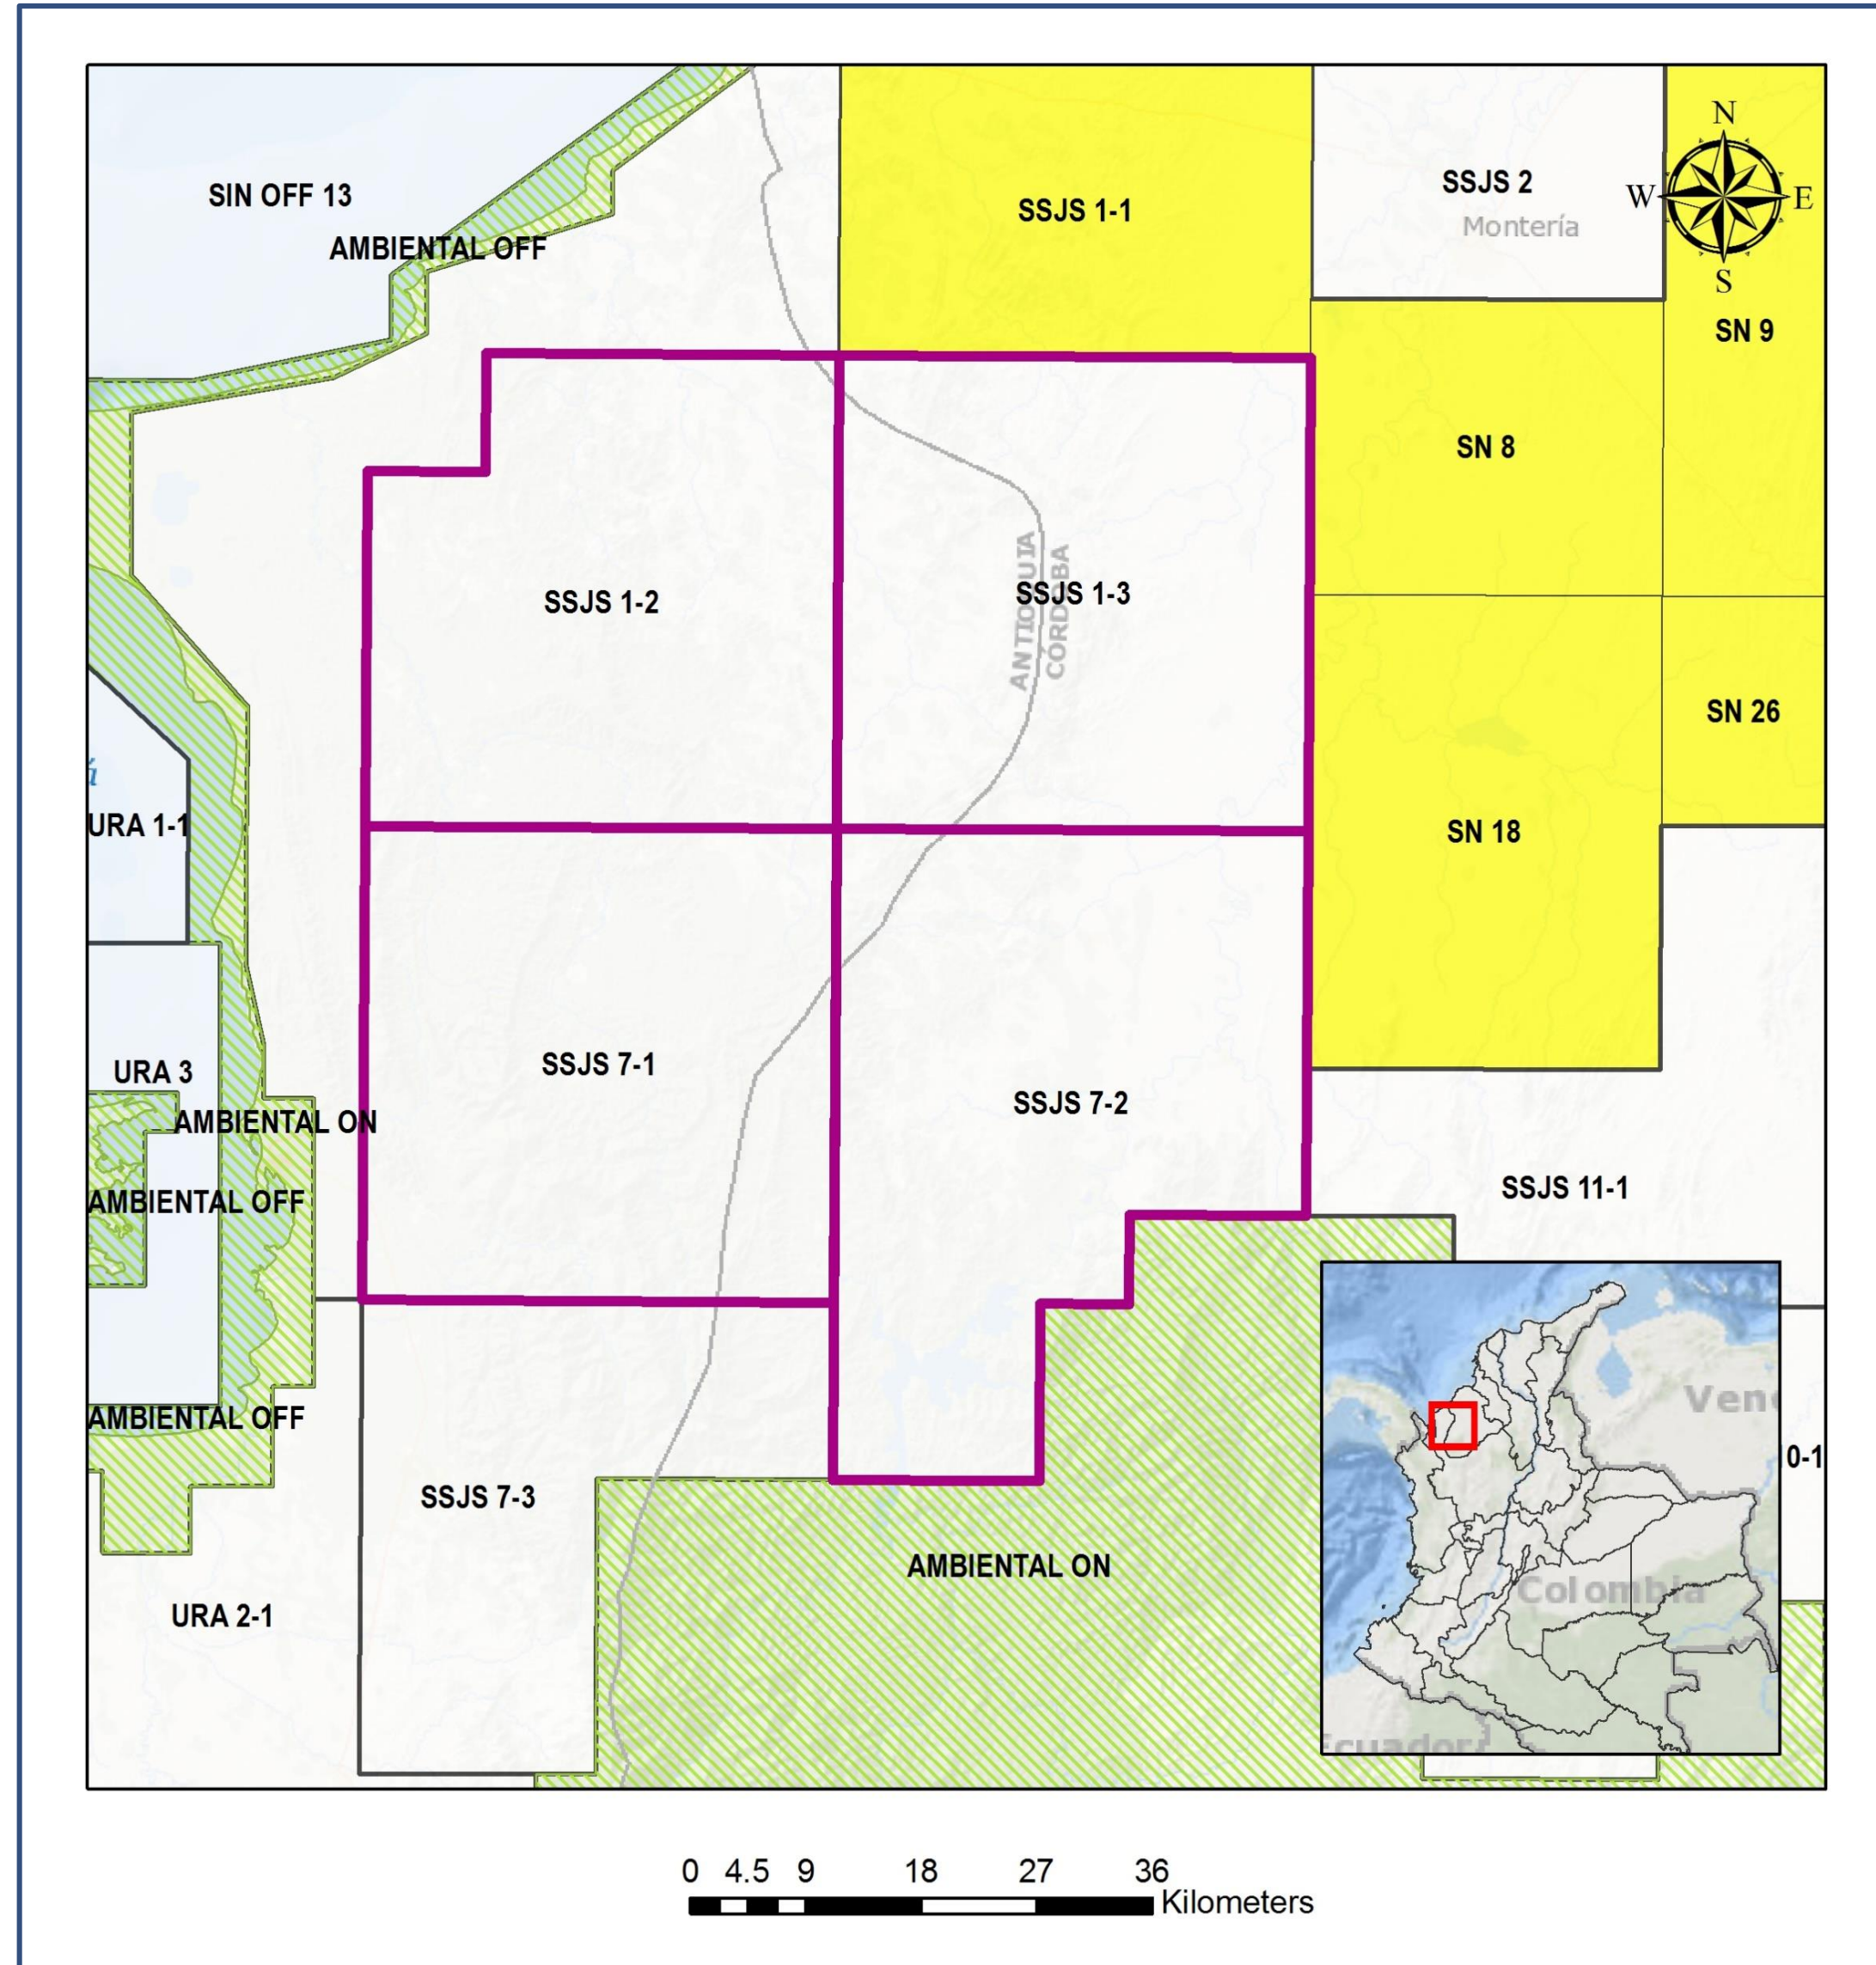 N
W
E
S
SIN OFF 13
AMBIENTAL OFF
SSJS 1-1
SSJS 2
Montería
SN 9
SN 8
SSJS 1-2
SSJS 1-3
ANTIOQUIA
CÓRDOBA
SN 26
á
URA 1-1
SN 18
URA 3
SSJS 7-1
SSJS 7-2
AMBIENTAL ON
AMBIENTAL OFF
SSJS 11-1
AMBIENTAL OFF
SSJS 7-3
AMBIENTAL ON
URA 2-1
0-1
Vene
Colombia
Ecuador
0 4.5 9 18 27 36
Kilometers